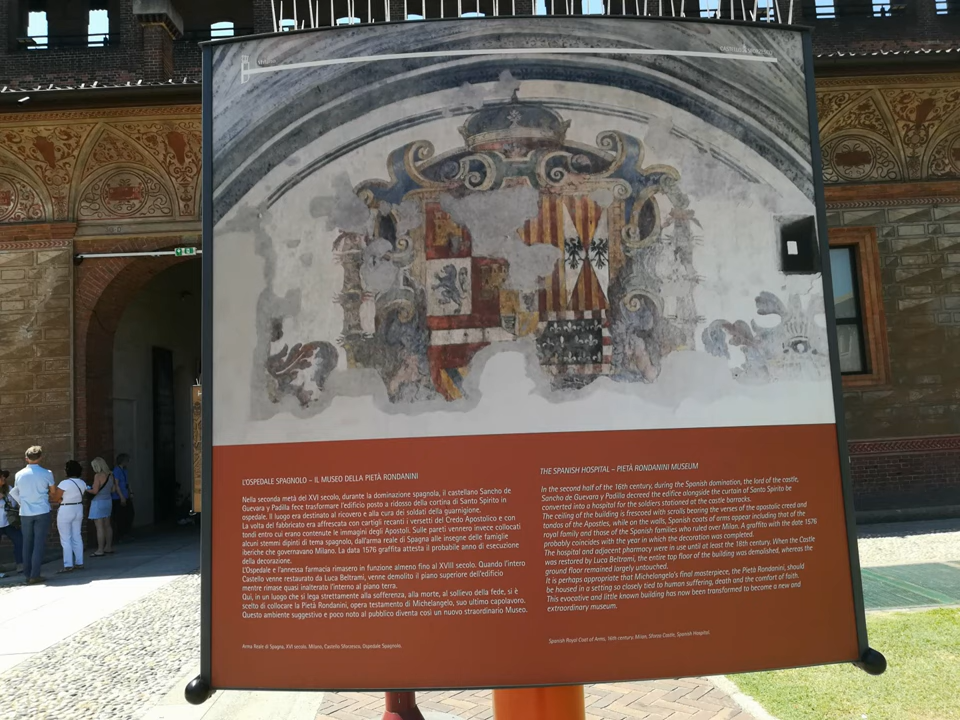 CASTELLO SFORZESCO
L'OSPEDALE SPAGNOLO – IL MUSEO DELLA PIETÀ RONDANINI
Nella seconda metà del XVI secolo, durante la dominazione spagnola, il castellano Sancho de
Guevara y Padilla fece trasformare l'edificio posto a ridosso della cortina di Santo Spirito in
ospedale. Il luogo era destinato al ricovero e alla cura dei soldati della guarnigione.
La volta del fabbricato era affrescata con cartigli recanti i versetti del Credo Apostolico e con
tondi entro cui erano contenute le immagini degli Apostoli. Sulle pareti vennero invece collocati
alcuni stemmi dipinti di tema spagnolo, dall'arma reale di Spagna alle insegne delle famiglie
iberiche che governavano Milano. La data 1576 graffita attesta il probabile anno di esecuzione
della decorazione.
L'Ospedale e l'annessa farmacia rimasero in funzione almeno fino al XVIII secolo. Quando l'intero
Castello venne restaurato da Luca Beltrami, venne demolito il piano superiore dell'edificio
mentre rimase quasi inalterato l'interno al piano terra.
Qui, in un luogo che si lega strettamente alla sofferenza, alla morte, al sollievo della fede, si è
scelto di collocare la Pietà Rondanini, opera testamento di Michelangelo, suo ultimo capolavoro.
Questo ambiente suggestivo e poco noto al pubblico diventa così un nuovo straordinario Museo.
Arma Reale di Spagna, XVI secolo. Milano, Castello Sforzesco, Ospedale Spagnolo.
THE SPANISH HOSPITAL – PIETÀ RONDANINI MUSEUM
In the second half of the 16th century, during the Spanish domination, the lord of the castle,
Sancho de Guevara y Padilla decreed the edifice alongside the curtain of Santo Spirito be
converted into a hospital for the soldiers stationed at the castle barracks.
The ceiling of the building is frescoed with scrolls bearing the verses of the apostolic creed and
tondos of the Apostles, while on the walls, Spanish coats of arms appear including that of the
royal family and those of the Spanish families who ruled over Milan. A graffito with the date 1576
probably coincides with the year in which the decoration was completed.
The hospital and adjacent pharmacy were in use until at least the 18th century. When the Castle
was restored by Luca Beltrami, the entire top floor of the building was demolished, whereas the
ground floor remained largely untouched.
It is perhaps appropriate that Michelangelo's final masterpiece, the Pietà Rondanini, should
be housed in a setting so closely tied to human suffering, death and the comfort of faith.
This evocative and little known building has now been transformed to become a new and
extraordinary museum.
Spanish Royal Coat of Arms, 16th century. Milan, Sforza Castle, Spanish Hospital.